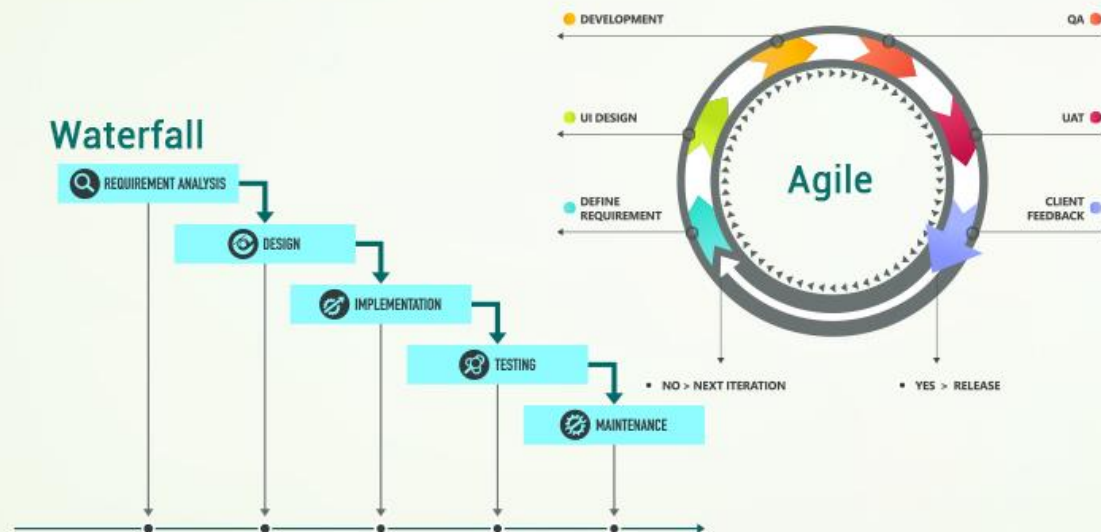 Waterfall
REQUIREMENT ANALYSIS
DESIGN
IMPLEMENTATION
TESTING
MAINTENANCE
DEVELOPMENT
QA
UI DESIGN
UAT
Agile
DEFINE
REQUIREMENT
CLIENT
FEEDBACK
• NO > NEXT ITERATION
• YES > RELEASE